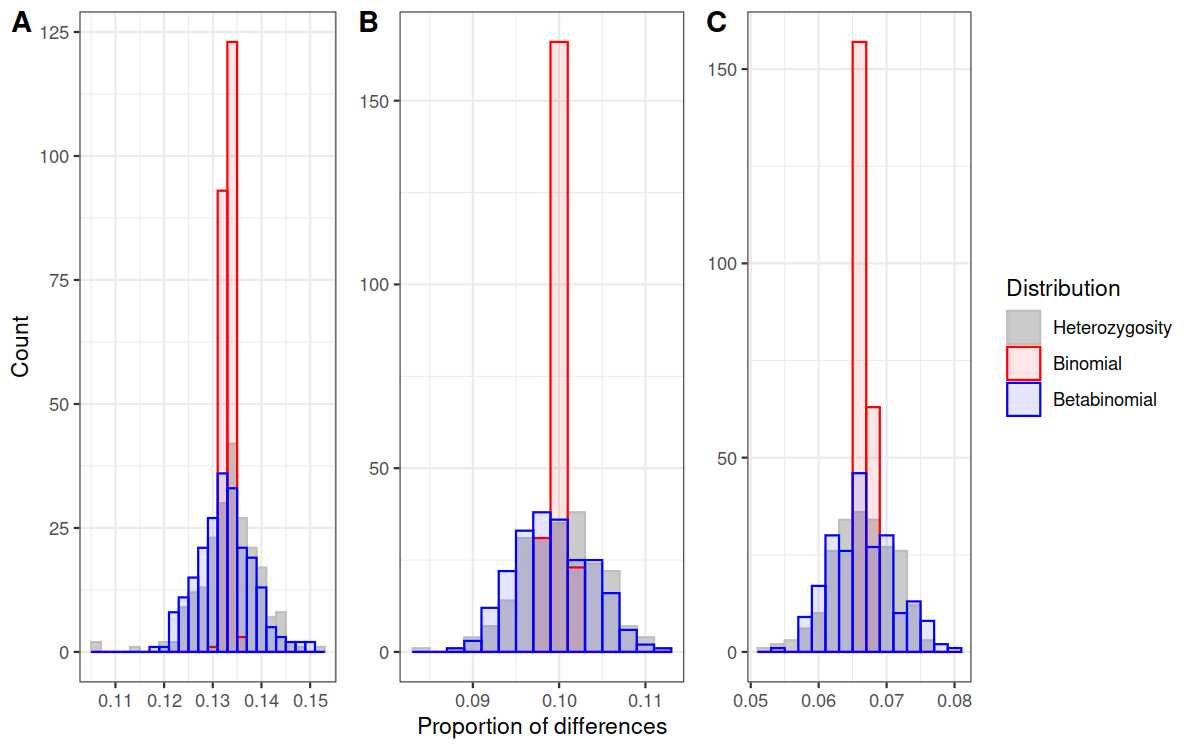 A
B
C
Count
125
100
75
50
25
0
0.11 0.12 0.13 0.14 0.15
150
100
50
0
0.09 0.10 0.11
150
100
50
0
0.05 0.06 0.07 0.08
Proportion of differences
Distribution
Heterozygosity
Binomial
Betabinomial